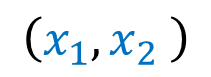 (x₁, x₂ )